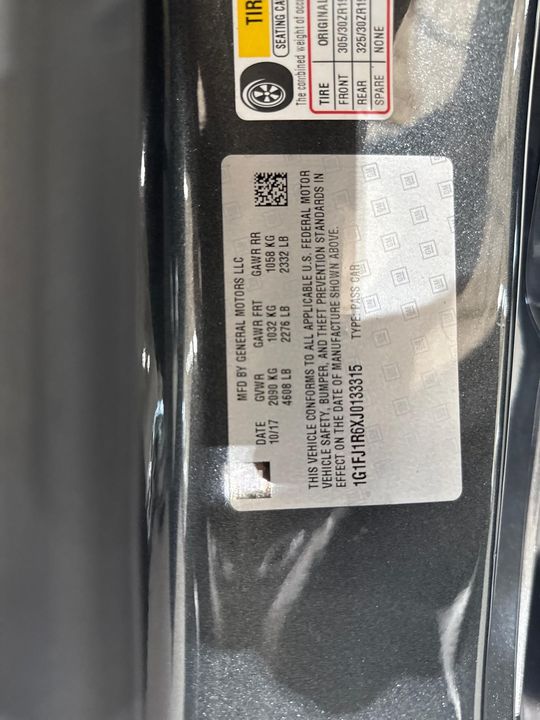 TIR
SEATING CA
The combined weight of occ
TIRE ORIGINAL
FRONT 305/30ZR19
REAR 325/30ZR19
SPARE NONE
MFD BY GENERAL MOTORS LLC
DATE GVWR GAWR FRT GAWR RR
10/17 2090 KG 1032 KG 1058 KG
4608 LB 2276 LB 2332 LB
THIS VEHICLE CONFORMS TO ALL APPLICABLE U.S. FEDERAL MOTOR
VEHICLE SAFETY, BUMPER, AND THEFT PREVENTION STANDARDS IN
EFFECT ON THE DATE OF MANUFACTURE SHOWN ABOVE.
1G1FJ1R6XJ0133315 TYPE: PASS CAR